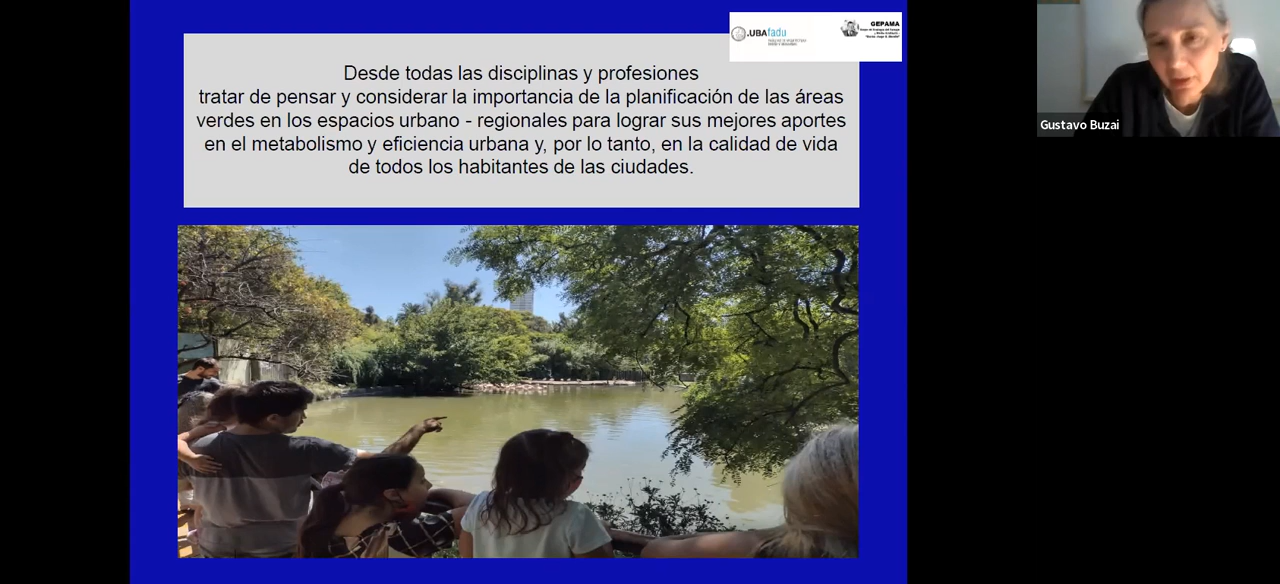 .UBAfadu
GEPAMA
Desde todas las disciplinas y profesiones
tratar de pensar y considerar la importancia de la planificación de las áreas
verdes en los espacios urbano - regionales para lograr sus mejores aportes
en el metabolismo y eficiencia urbana y, por lo tanto, en la calidad de vida
de todos los habitantes de las ciudades.
Gustavo Buzai